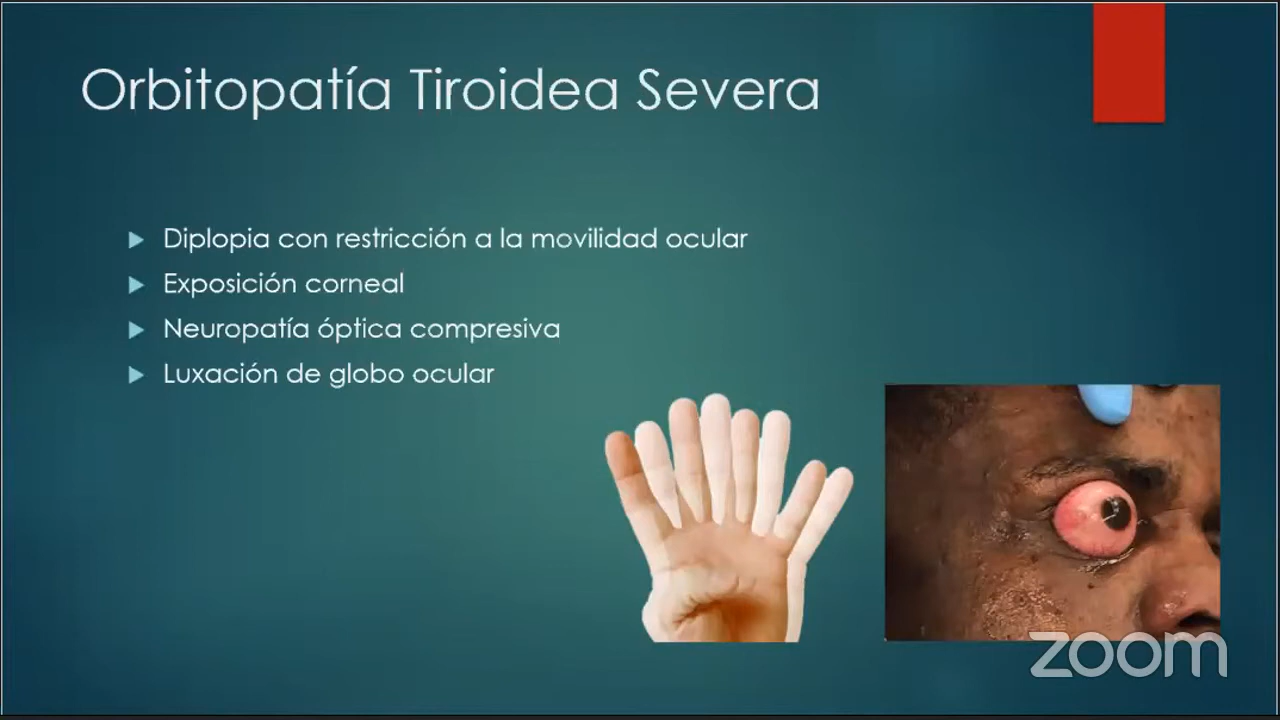 Orbitopatía Tiroidea Severa
Diplopia con restricción a la movilidad ocular
Exposición corneal
Neuropatía óptica compresiva
Luxación de globo ocular
zoom